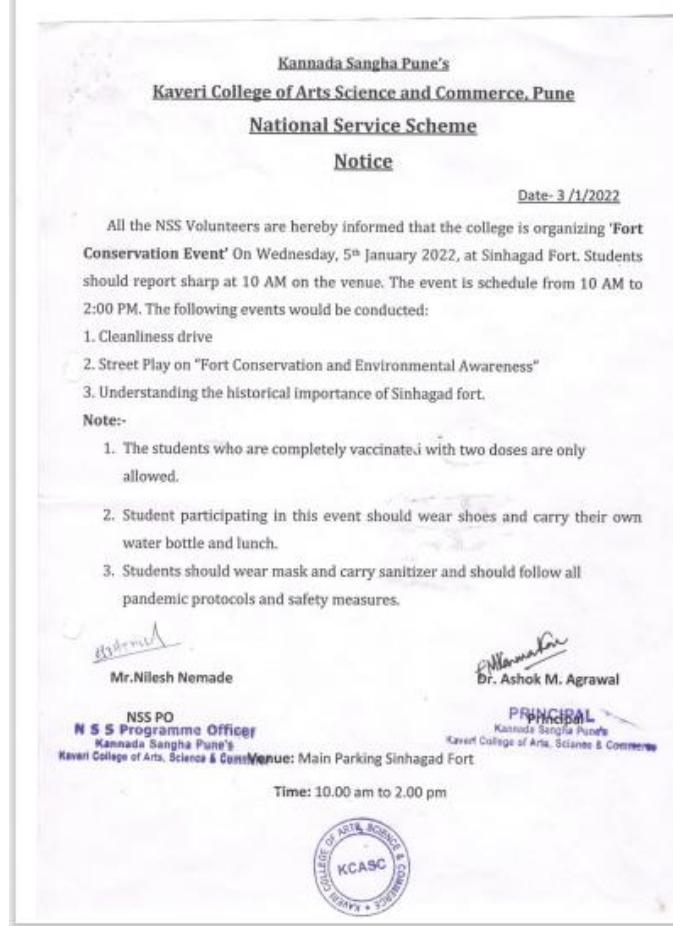 Kannada Sangha Pune's
Kaveri College of Arts Science and Commerce, Pune
National Service Scheme
Notice
Date- 3 /1/2022
All the NSS Volunteers are hereby informed that the college is organizing 'Fort
Conservation Event' On Wednesday, 5th January 2022, at Sinhagad Fort. Students
should report sharp at 10 AM on the venue. The event is schedule from 10 AM to
2:00 PM. The following events would be conducted:
1. Cleanliness drive
2. Street Play on "Fort Conservation and Environmental Awareness"
3. Understanding the historical importance of Sinhagad fort.
Note:-
1. The students who are completely vaccinated with two doses are only
allowed.
2. Student participating in this event should wear shoes and carry their own
water bottle and lunch.
3. Students should wear mask and carry sanitizer and should follow all
pandemic protocols and safety measures.
Mr.Nilesh Nemade
Dr. Ashok M. Agrawal
NSS PO
Principal
N S S Programme Officer
Kannada Sangha Pune's
Kaveri College of Arts, Science &
PRINCIPAL
Kannada Sangha Pune's
Kaveri College of Arts, Science & Commerce
Venue: Main Parking Sinhagad Fort
Time: 10.00 am to 2.00 pm
KAVERI COLLEGE OF ARTS, SCIENCE & COMMERCE
KCASC